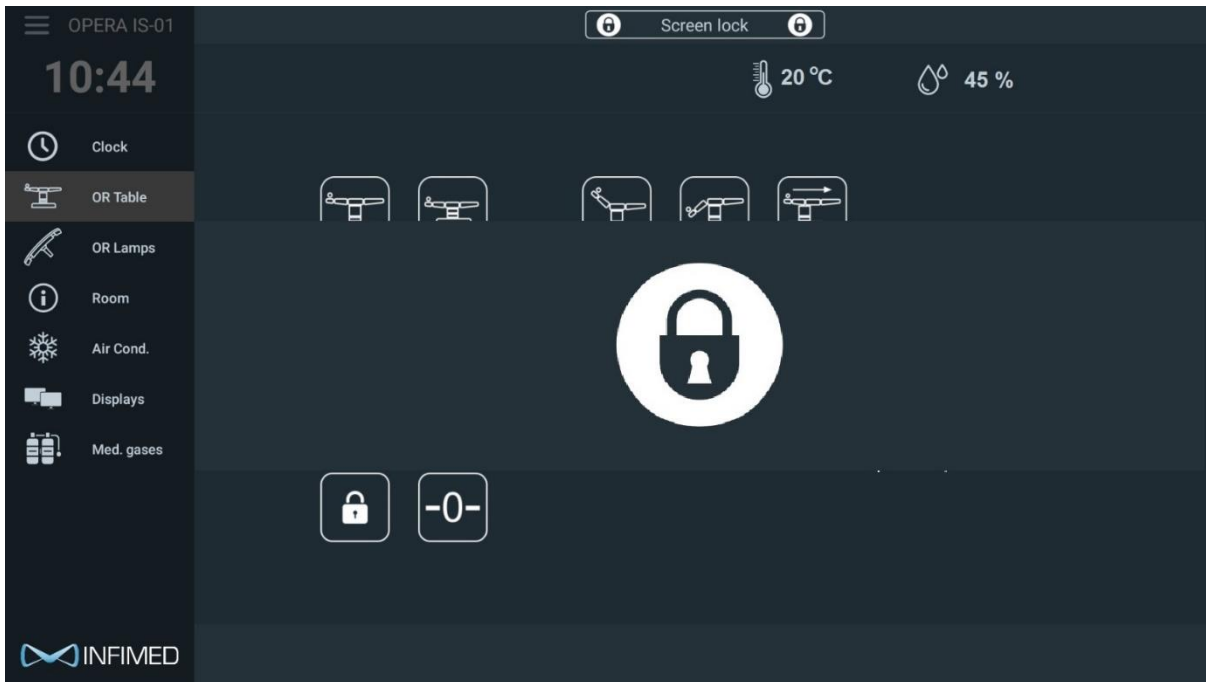 OPERA IS-01
Screen lock
10:44
20 °C
45 %
Clock
OR Table
OR Lamps
Room
Air Cond.
Displays
Med. gases
-0-
INFIMED